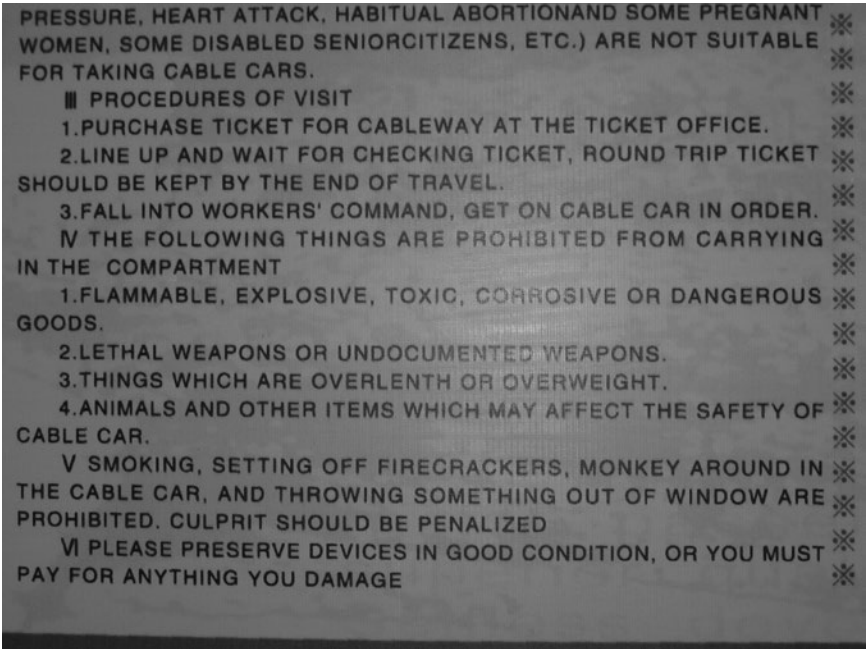 PRESSURE, HEART ATTACK, HABITUAL ABORTIONAND SOME PREGNANT ※
WOMEN, SOME DISABLED SENIORCITIZENS, ETC.) ARE NOT SUITABLE ※
FOR TAKING CABLE CARS. ※
Ⅲ PROCEDURES OF VISIT ※
1.PURCHASE TICKET FOR CABLEWAY AT THE TICKET OFFICE. ※
2.LINE UP AND WAIT FOR CHECKING TICKET, ROUND TRIP TICKET ※
SHOULD BE KEPT BY THE END OF TRAVEL. ※
3.FALL INTO WORKERS' COMMAND, GET ON CABLE CAR IN ORDER. ※
Ⅳ THE FOLLOWING THINGS ARE PROHIBITED FROM CARRYING ※
IN THE COMPARTMENT ※
1.FLAMMABLE, EXPLOSIVE, TOXIC, CORROSIVE OR DANGEROUS ※
GOODS. ※
2.LETHAL WEAPONS OR UNDOCUMENTED WEAPONS. ※
3.THINGS WHICH ARE OVERLENTH OR OVERWEIGHT. ※
4.ANIMALS AND OTHER ITEMS WHICH MAY AFFECT THE SAFETY OF ※
CABLE CAR. ※
Ⅴ SMOKING, SETTING OFF FIRECRACKERS, MONKEY AROUND IN ※
THE CABLE CAR, AND THROWING SOMETHING OUT OF WINDOW ARE ※
PROHIBITED. CULPRIT SHOULD BE PENALIZED
Ⅵ PLEASE PRESERVE DEVICES IN GOOD CONDITION, OR YOU MUST ※
PAY FOR ANYTHING YOU DAMAGE ※